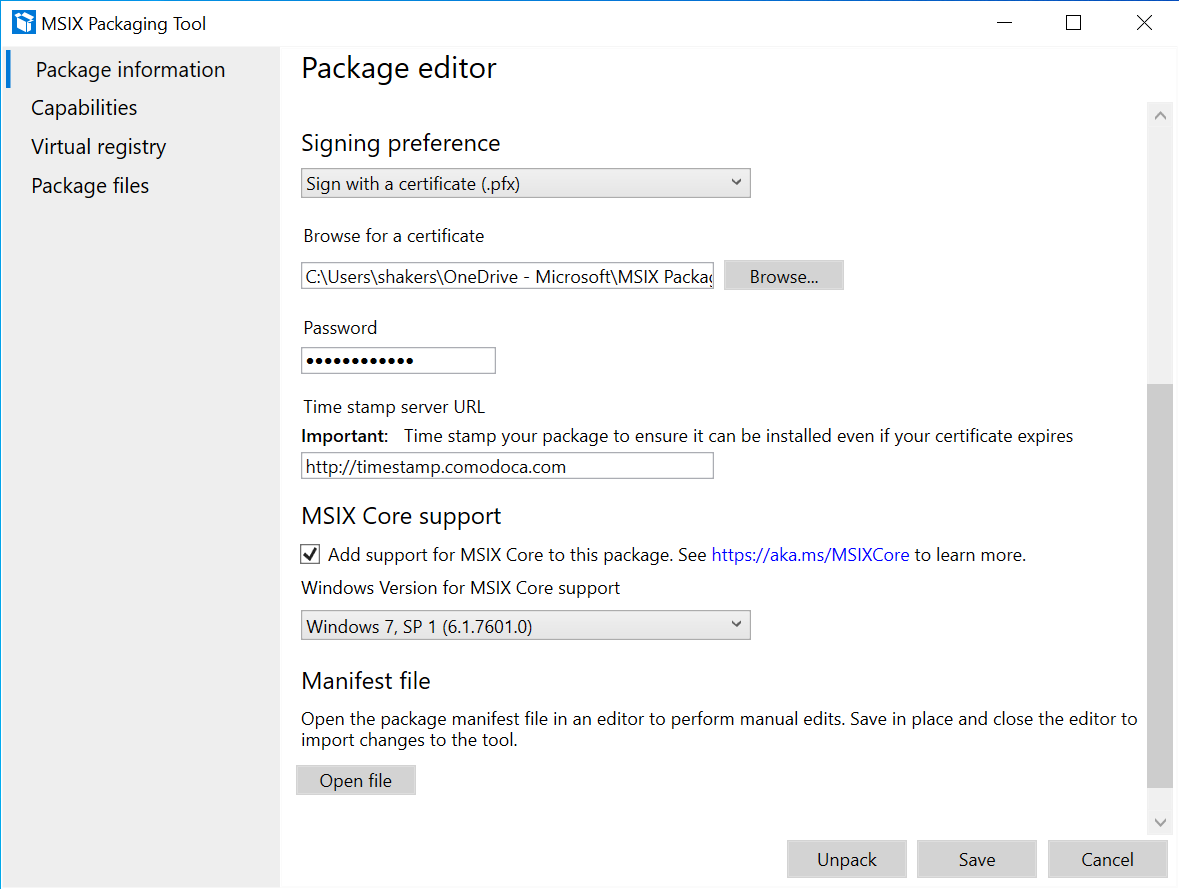 MSIX Packaging Tool
Package information
Capabilities
Virtual registry
Package files
Package editor
Signing preference
Sign with a certificate (.pfx)
Browse for a certificate
C:\Users\shakers\OneDrive - Microsoft\MSIX Packag
Browse...
Password
Time stamp server URL
Important: Time stamp your package to ensure it can be installed even if your certificate expires
http://timestamp.comodoca.com
MSIX Core support
Add support for MSIX Core to this package. See https://aka.ms/MSIXCore to learn more.
Windows Version for MSIX Core support
Windows 7, SP 1 (6.1.7601.0)
Manifest file
Open the package manifest file in an editor to perform manual edits. Save in place and close the editor to
import changes to the tool.
Open file
Unpack
Save
Cancel